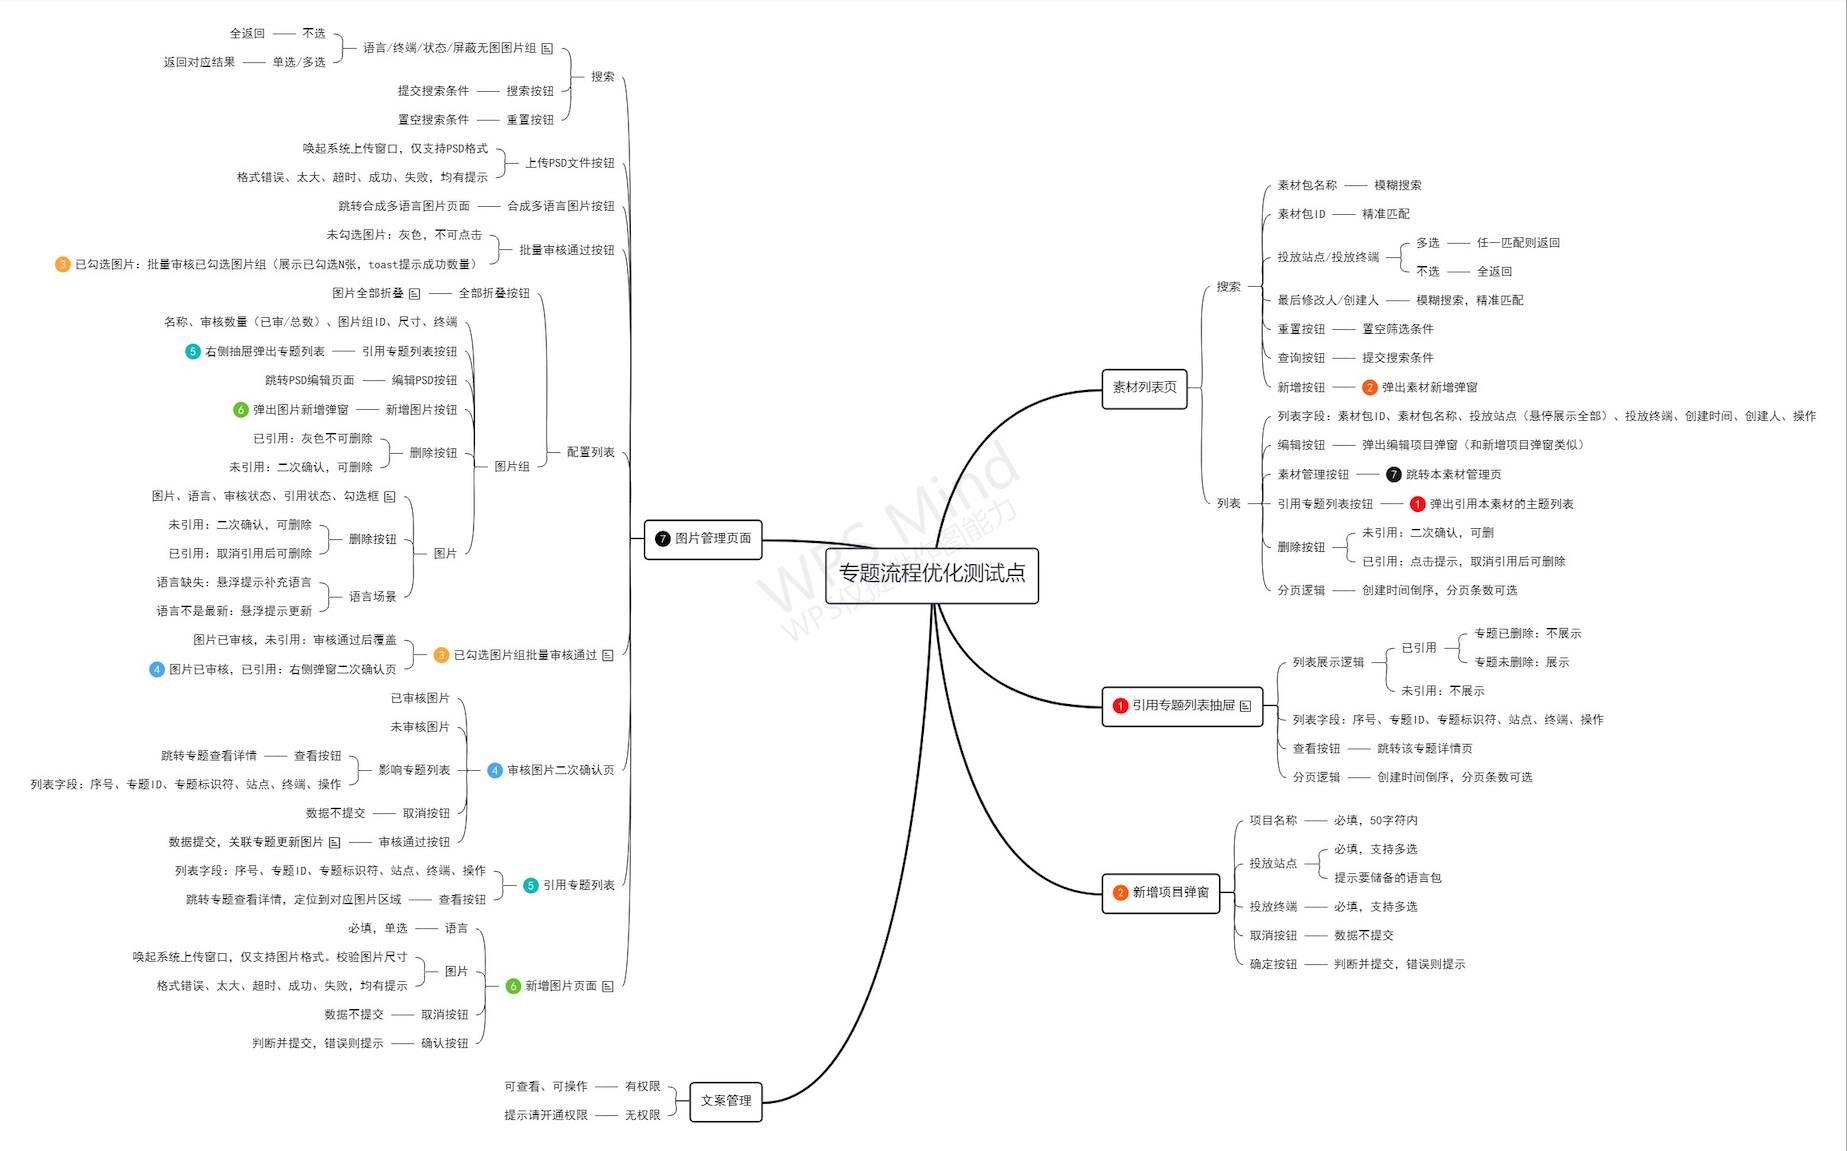 专题流程优化测试点
素材列表页
搜索
素材包名称
模糊搜索
素材包ID
精准匹配
投放站点/投放终端
多选
任一匹配则返回
不选
全返回
最后修改人/创建人
模糊搜索，精准匹配
重置按钮
置空筛选条件
查询按钮
提交搜索条件
新增按钮
2 弹出素材新增弹窗
列表
列表字段：素材包ID、素材包名称、投放站点（悬停展示全部）、投放终端、创建时间、创建人、操作
编辑按钮
弹出编辑项目弹窗（和新增项目弹窗类似）
素材管理按钮
7 跳转本素材管理页
引用专题列表按钮
1 弹出引用本素材的主题列表
删除按钮
未引用：二次确认，可删
已引用：点击提示，取消引用后可删除
分页逻辑
创建时间倒序，分页条数可选
1 引用专题列表抽屉
列表展示逻辑
已引用
专题已删除：不展示
专题未删除：展示
未引用：不展示
列表字段：序号、专题ID、专题标识符、站点、终端、操作
查看按钮
跳转该专题详情页
分页逻辑
创建时间倒序，分页条数可选
2 新增项目弹窗
项目名称
必填，50字符内
投放站点
必填，支持多选
提示要储备的语言包
投放终端
必填，支持多选
取消按钮
数据不提交
确定按钮
判断并提交，错误则提示
7 图片管理页面
搜索
语言/终端/状态/屏蔽无图图片组
不选
全返回
单选/多选
返回对应结果
搜索按钮
提交搜索条件
重置按钮
置空搜索条件
上传PSD文件按钮
唤起系统上传窗口，仅支持PSD格式
格式错误、太大、超时、成功、失败，均有提示
合成多语言图片按钮
跳转合成多语言图片页面
批量审核通过按钮
未勾选图片：灰色，不可点击
3 已勾选图片：批量审核已勾选图片组（展示已勾选N张，toast提示成功数量）
配置列表
全部折叠按钮
图片全部折叠
图片组
名称、审核数量（已审/总数）、图片组ID、尺寸、终端
引用专题列表按钮
5 右侧抽屉弹出专题列表
编辑PSD按钮
跳转PSD编辑页面
新增图片按钮
6 弹出图片新增弹窗
删除按钮
已引用：灰色不可删除
未引用：二次确认，可删除
图片
图片、语言、审核状态、引用状态、勾选框
删除按钮
未引用：二次确认，可删除
已引用：取消引用后可删除
语言场景
语言缺失：悬浮提示补充语言
语言不是最新：悬浮提示更新
3 已勾选图片组批量审核通过
图片已审核，未引用：审核通过后覆盖
4 图片已审核，已引用：右侧弹窗二次确认页
4 审核图片二次确认页
已审核图片
未审核图片
影响专题列表
查看按钮
跳转专题查看详情
列表字段：序号、专题ID、专题标识符、站点、终端、操作
取消按钮
数据不提交
审核通过按钮
数据提交，关联专题更新图片
5 引用专题列表
列表字段：序号、专题ID、专题标识符、站点、终端、操作
查看按钮
跳转专题查看详情，定位到对应图片区域
6 新增图片页面
语言
必填，单选
图片
唤起系统上传窗口，仅支持图片格式。校验图片尺寸
格式错误、太大、超时、成功、失败，均有提示
取消按钮
数据不提交
确认按钮
判断并提交，错误则提示
文案管理
有权限
可查看、可操作
无权限
提示请开通权限
WPS Mind